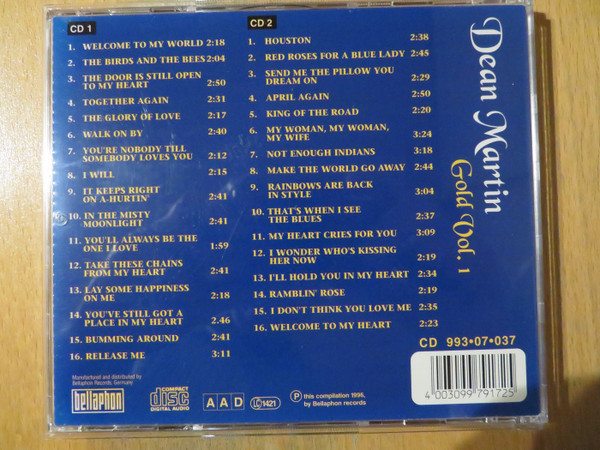 CD 1
1. WELCOME TO MY WORLD 2:18
2. THE BIRDS AND THE BEES 2:04
3. THE DOOR IS STILL OPEN
TO MY HEART 2:50
4. TOGETHER AGAIN 2:31
5. THE GLORY OF LOVE 2:17
6. WALK ON BY 2:40
7. YOU'RE NOBODY TILL
SOMEBODY LOVES YOU 2:12
8. I WILL 2:15
9. IT KEEPS RIGHT
ON A-HURTIN' 2:41
10. IN THE MISTY
MOONLIGHT 2:41
11. YOU'LL ALWAYS BE THE
ONE I LOVE 1:59
12. TAKE THESE CHAINS
FROM MY HEART 2:41
13. LAY SOME HAPPINESS
ON ME 2:18
14. YOU'VE STILL GOT A
PLACE IN MY HEART 2.46
15. BUMMING AROUND 2:41
16. RELEASE ME 3:11
CD 2
1. HOUSTON 2:38
2. RED ROSES FOR A BLUE LADY 2:45
3. SEND ME THE PILLOW YOU
DREAM ON 2:29
4. APRIL AGAIN 2:50
5. KING OF THE ROAD 2:20
6. MY WOMAN, MY WOMAN,
MY WIFE 3:24
7. NOT ENOUGH INDIANS 3:18
8. MAKE THE WORLD GO AWAY 2:44
9. RAINBOWS ARE BACK
IN STYLE 3:04
10. THAT'S WHEN I SEE
THE BLUES 2:37
11. MY HEART CRIES FOR YOU 3:09
12. I WONDER WHO'S KISSING
HER NOW 2:19
13. I'LL HOLD YOU IN MY HEART 2:34
14. RAMBLIN' ROSE 2:19
15. I DON'T THINK YOU LOVE ME 2:35
16. WELCOME TO MY HEART 2:23
Dean Martin
Gold Vol. 1
CD 993•07•037
4 003099 791725
Manufactured and distributed by
Bellaphon Records, Germany
bellaphon
COMPACT
disc
DIGITAL AUDIO
AAD
LC 1421
℗ this compilation 1996,
by Bellaphon records